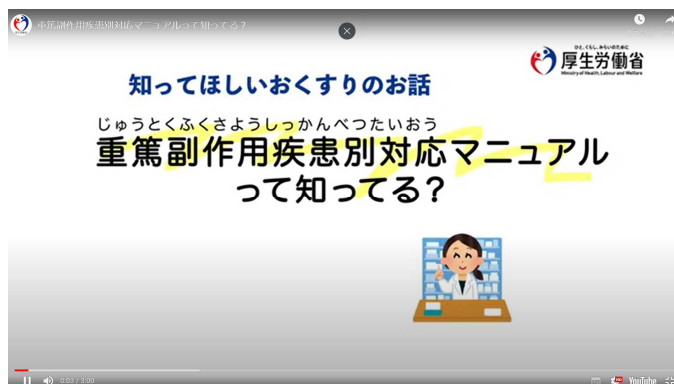 重篤副作用疾患別対応マニュアルって知ってる？
ひと、くらし、みらいのために
厚生労働省
Ministry of Health, Labour and Welfare
知ってほしいおくすりのお話
じゅうとくふくさようしっかんべつたいおう
重篤副作用疾患別対応マニュアル
って知ってる？
0:03 / 3:00
YouTube